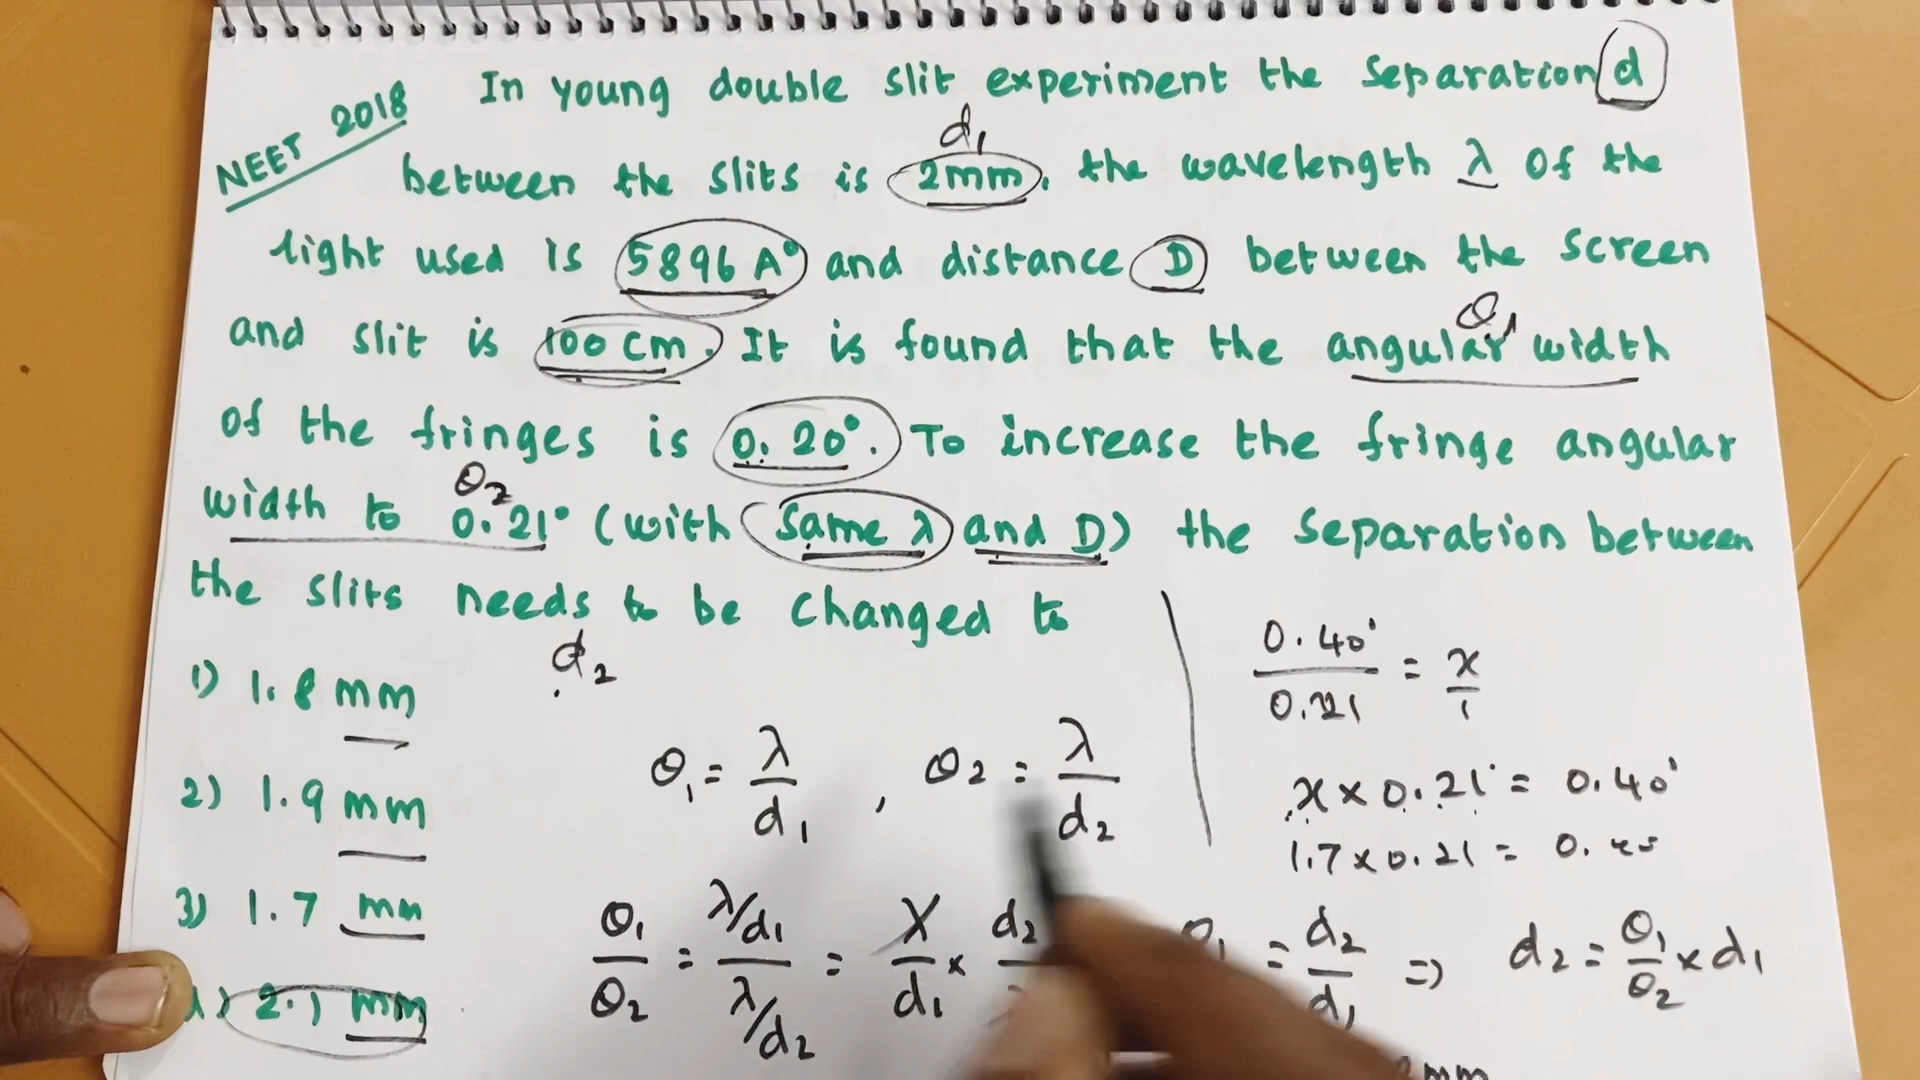 NEET 2018
In young double slit experiment the separation d
d₁
between the slits is 2mm. the wavelength λ of the
light used is 5896 A° and distance D between the screen
θ₁
and slit is 100 cm. It is found that the angular width
of the fringes is 0.20°. To increase the fringe angular
θ₂
width to 0.21° (with same λ and D) the separation between
the slits needs to be changed to
d₂
1) 1.8 mm
2) 1.9 mm
3) 1.7 mm
2.1 mm
θ₁ = λ/d₁ , θ₂ = λ/d₂
θ₁/θ₂ = (λ/d₁)/(λ/d₂) = λ/d₁ × d₂
= d₂/d₁ => d₂ = θ₁/θ₂ × d₁
0.40°/0.21 = x/1
x × 0.21 = 0.40°
1.7 × 0.21 = 0.
mm